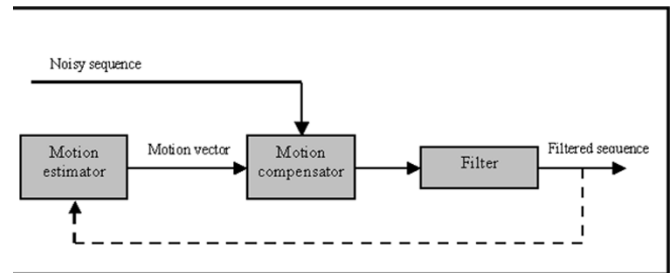 Noisy sequence
Motion
estimator
Motion vector
Motion
compensator
Filter
Filtered sequence